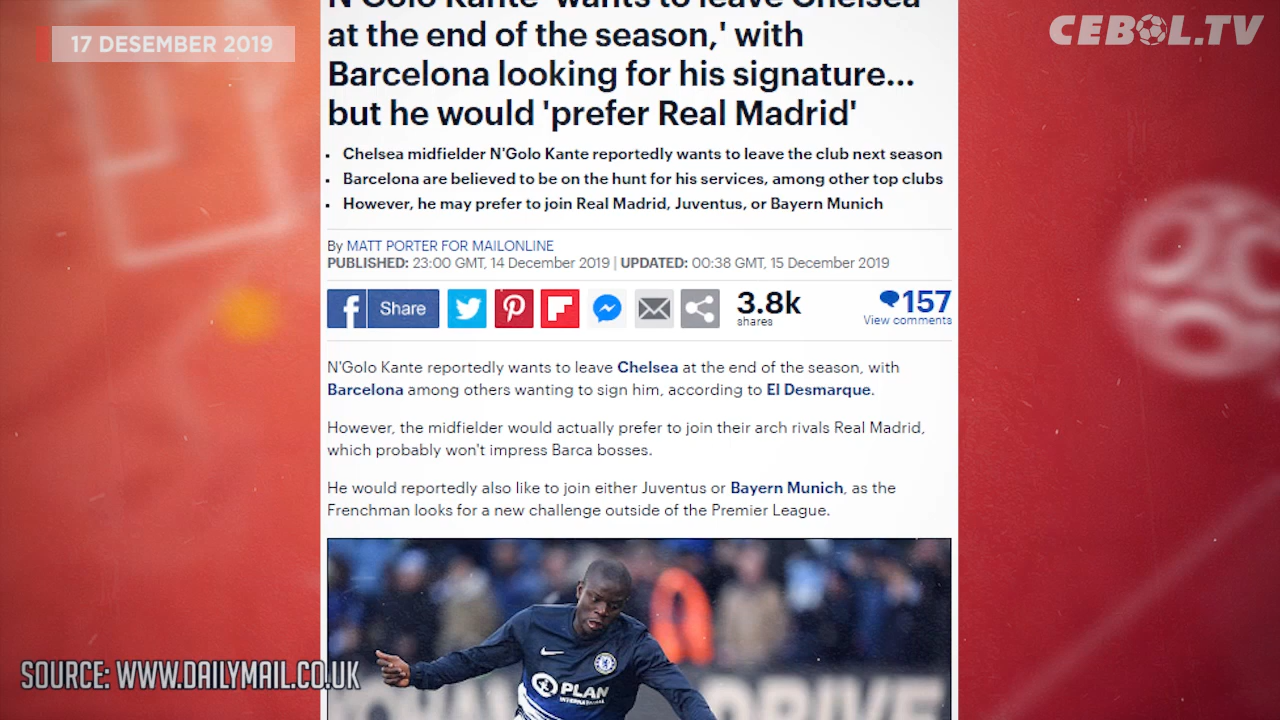 17 DESEMBER 2019
CEBOL.TV
N'Golo Kante 'wants to leave Chelsea
at the end of the season,' with
Barcelona looking for his signature...
but he would 'prefer Real Madrid'
Chelsea midfielder N'Golo Kante reportedly wants to leave the club next season
Barcelona are believed to be on the hunt for his services, among other top clubs
However, he may prefer to join Real Madrid, Juventus, or Bayern Munich
By MATT PORTER FOR MAILONLINE
PUBLISHED: 23:00 GMT, 14 December 2019 | UPDATED: 00:38 GMT, 15 December 2019
f Share
3.8k
shares
157
View comments
N'Golo Kante reportedly wants to leave Chelsea at the end of the season, with
Barcelona among others wanting to sign him, according to El Desmarque.
However, the midfielder would actually prefer to join their arch rivals Real Madrid,
which probably won't impress Barca bosses.
He would reportedly also like to join either Juventus or Bayern Munich, as the
Frenchman looks for a new challenge outside of the Premier League.
PLAN
INTERNATIONAL
DRIVE
SOURCE: WWW.DAILYMAIL.CO.UK